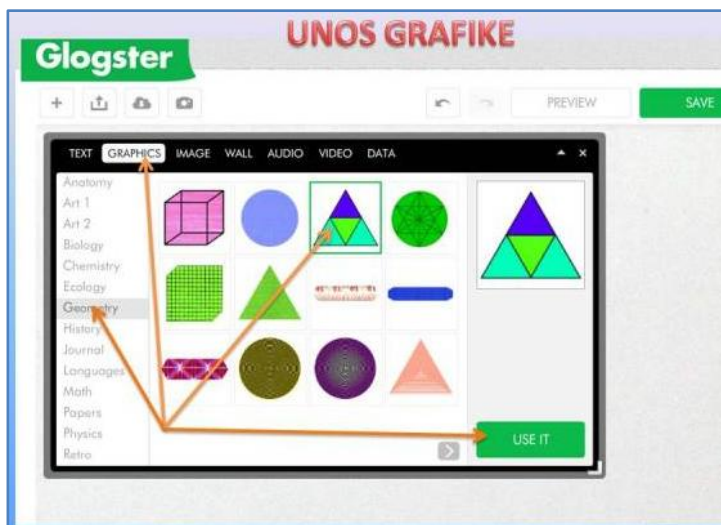 UNOS GRAFIKE
Glogster
PREVIEW
SAVE
TEXT GRAPHICS IMAGE WALL AUDIO VIDEO DATA
Anatomy
Art 1
Art 2
Biology
Chemistry
Ecology
Geometry
History
Journal
Languages
Math
Papers
Physics
Retro
USE IT